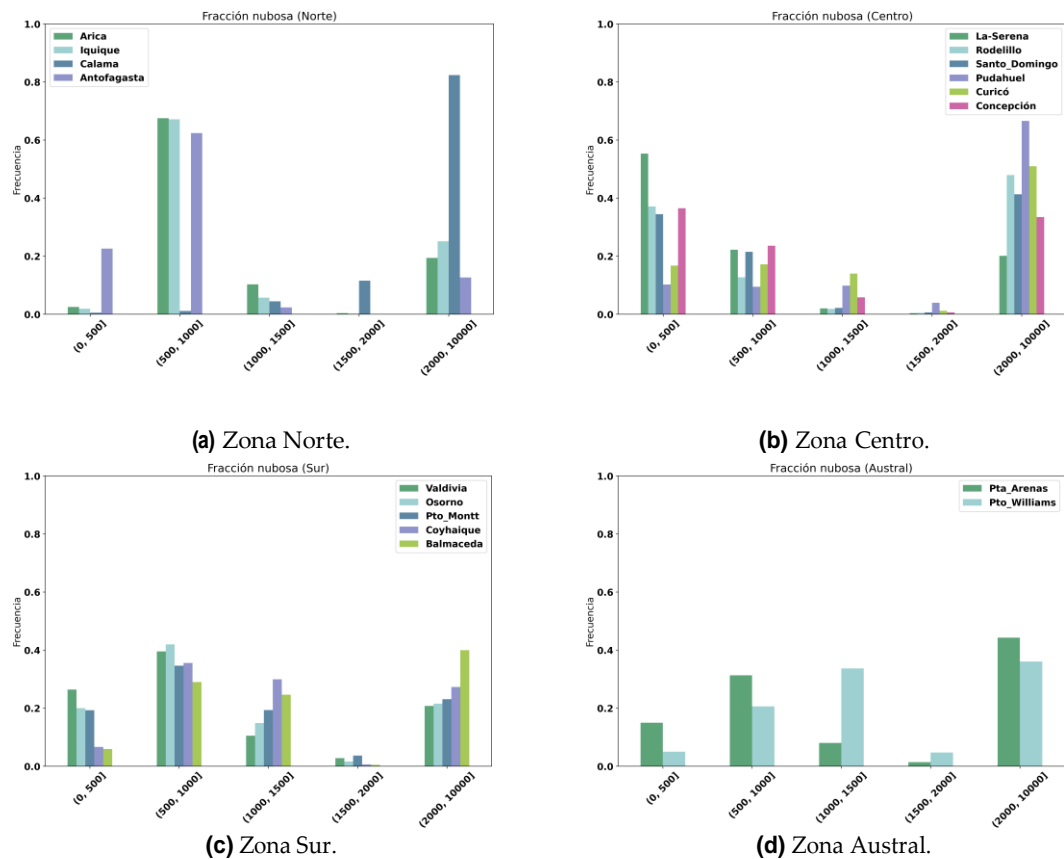 Fracción nubosa (Norte)
1.0
0.8
0.6
0.4
0.2
0.0
Frecuencia
Arica
Iquique
Calama
Antofagasta
(0, 500]
(500, 1000]
(1000, 1500]
(1500, 2000]
(2000, 10000]
(a) Zona Norte.
Fracción nubosa (Centro)
1.0
0.8
0.6
0.4
0.2
0.0
Frecuencia
La-Serena
Rodelillo
Santo_Domingo
Pudahuel
Curicó
Concepción
(0, 500]
(500, 1000]
(1000, 1500]
(1500, 2000]
(2000, 10000]
(b) Zona Centro.
Fracción nubosa (Sur)
1.0
0.8
0.6
0.4
0.2
0.0
Frecuencia
Valdivia
Osorno
Pto_Montt
Coyhaique
Balmaceda
(0, 500]
(500, 1000]
(1000, 1500]
(1500, 2000]
(2000, 10000]
(c) Zona Sur.
Fracción nubosa (Austral)
1.0
0.8
0.6
0.4
0.2
0.0
Frecuencia
Pta_Arenas
Pto_Williams
(0, 500]
(500, 1000]
(1000, 1500]
(1500, 2000]
(2000, 10000]
(d) Zona Austral.